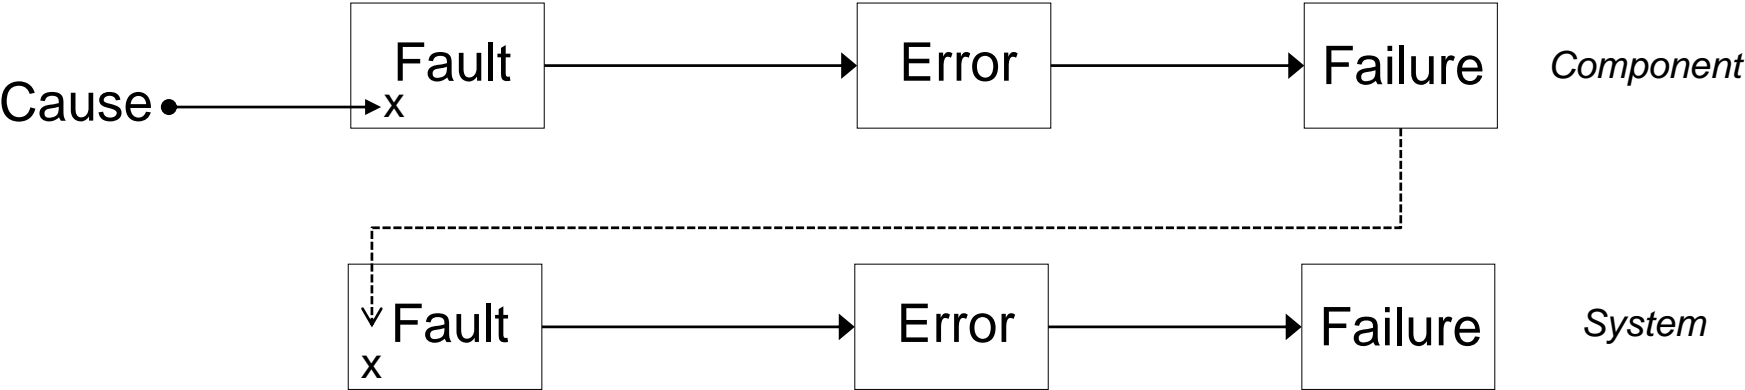 Fault Error Failure Component
Cause x
Fault Error Failure System
x